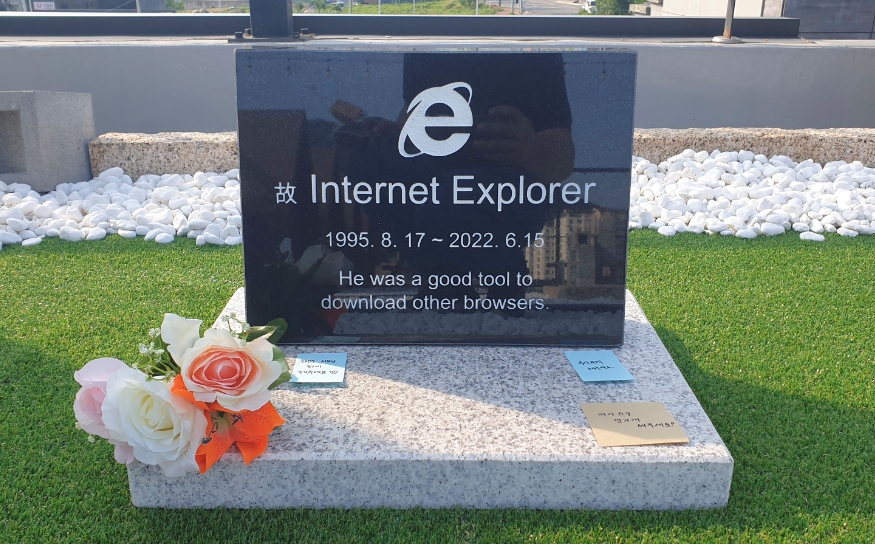 故 Internet Explorer
1995. 8. 17 ~ 2022. 6.15
He was a good tool to
download other browsers.